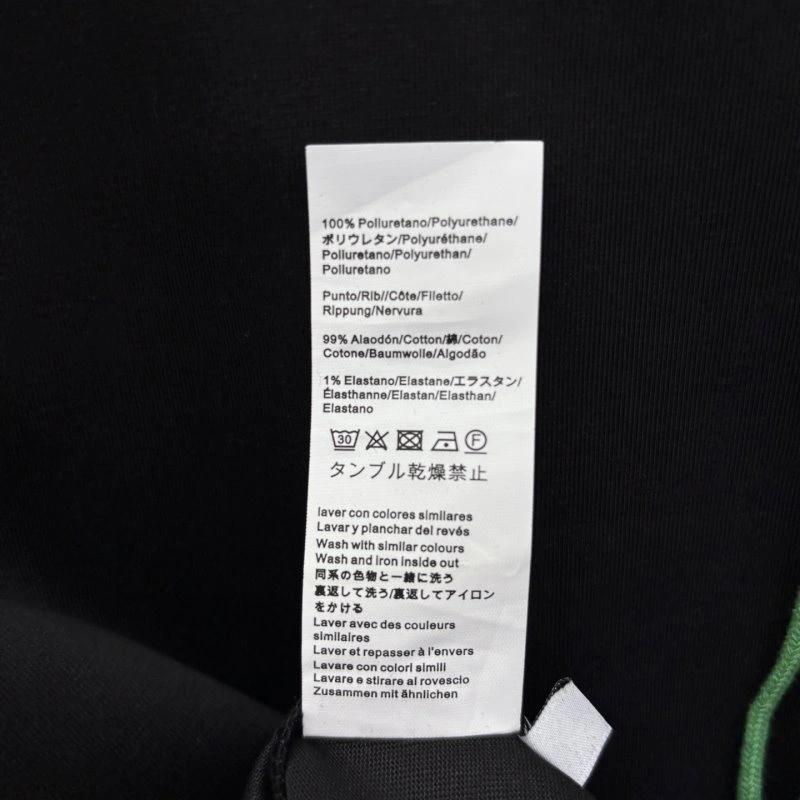 100% Poliuretano/Polyurethane/
ポリウレタン/Polyuréthane/
Poliuretano/Polyurethan/
Poliuretano
Punto/Rib//Côte/Filetto/
Rippung/Nervura
99% Alaodón/Cotton/綿/Coton/
Cotone/Baumwolle/Algodão
1% Elastano/Elastane/エラスタン/
Élasthanne/Elastan/Elasthan/
Elastano
30 F
タンブル乾燥禁止
laver con colores similares
Lavar y planchar del revés
Wash with similar colours
Wash and iron inside out
同系の色物と一緒に洗う
裏返して洗う/裏返してアイロン
をかける
Laver avec des couleurs
similaires
Laver et repasser à l'envers
Lavare con colori simili
Lavare e stirare al rovescio
Zusammen mit ähnlichen